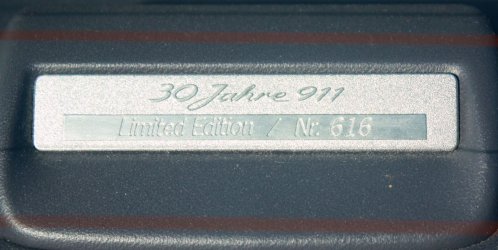 30 Jahre 911
Limited Edition / Nr. 616